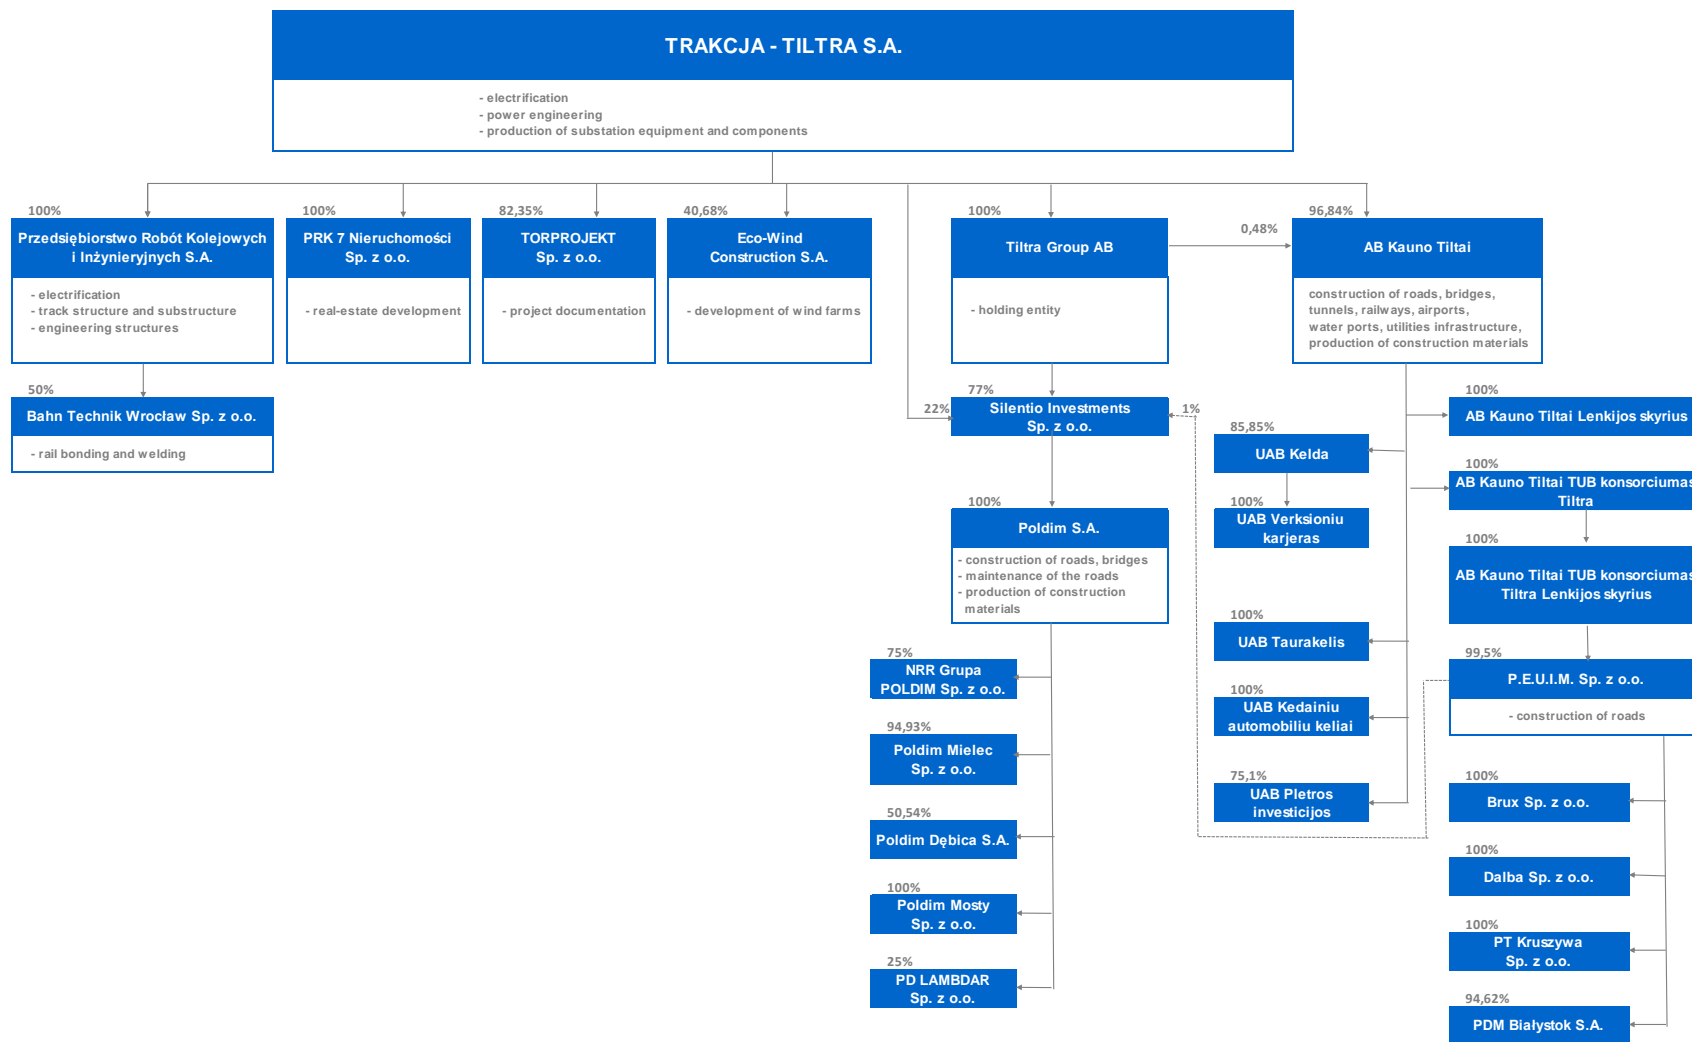 TRAKCJA - TILTRA S.A.
- electrification
- power engineering
- production of substation equipment and components
100%
Przedsiębiorstwo Robót Kolejowych
i Inżynieryjnych S.A.
- electrification
- track structure and substructure
- engineering structures
100%
PRK 7 Nieruchomości
Sp. z o.o.
- real-estate development
82,35%
TORPROJEKT
Sp. z o.o.
- project documentation
40,68%
Eco-Wind
Construction S.A.
- development of wind farms
100%
Tiltra Group AB
- holding entity
0,48%
96,84%
AB Kauno Tiltai
construction of roads, bridges,
tunnels, railways, airports,
water ports, utilities infrastructure,
production of construction materials
50%
Bahn Technik Wrocław Sp. z o.o.
- rail bonding and welding
22%
77%
Silentio Investments
Sp. z o.o.
1%
100%
Poldim S.A.
- construction of roads, bridges
- maintenance of the roads
- production of construction
materials
75%
NRR Grupa
POLDIM Sp. z o.o.
94,93%
Poldim Mielec
Sp. z o.o.
50,54%
Poldim Dębica S.A.
100%
Poldim Mosty
Sp. z o.o.
25%
PD LAMBDAR
Sp. z o.o.
85,85%
UAB Kelda
100%
UAB Verksioniu
karjeras
100%
UAB Taurakelis
100%
UAB Kedainiu
automobiliu keliai
75,1%
UAB Pletros
investicijos
100%
AB Kauno Tiltai Lenkijos skyrius
100%
AB Kauno Tiltai TUB konsorciumas
Tiltra
100%
AB Kauno Tiltai TUB konsorciumas
Tiltra Lenkijos skyrius
99,5%
P.E.U.I.M. Sp. z o.o.
- construction of roads
100%
Brux Sp. z o.o.
100%
Dalba Sp. z o.o.
100%
PT Kruszywa
Sp. z o.o.
94,62%
PDM Białystok S.A.